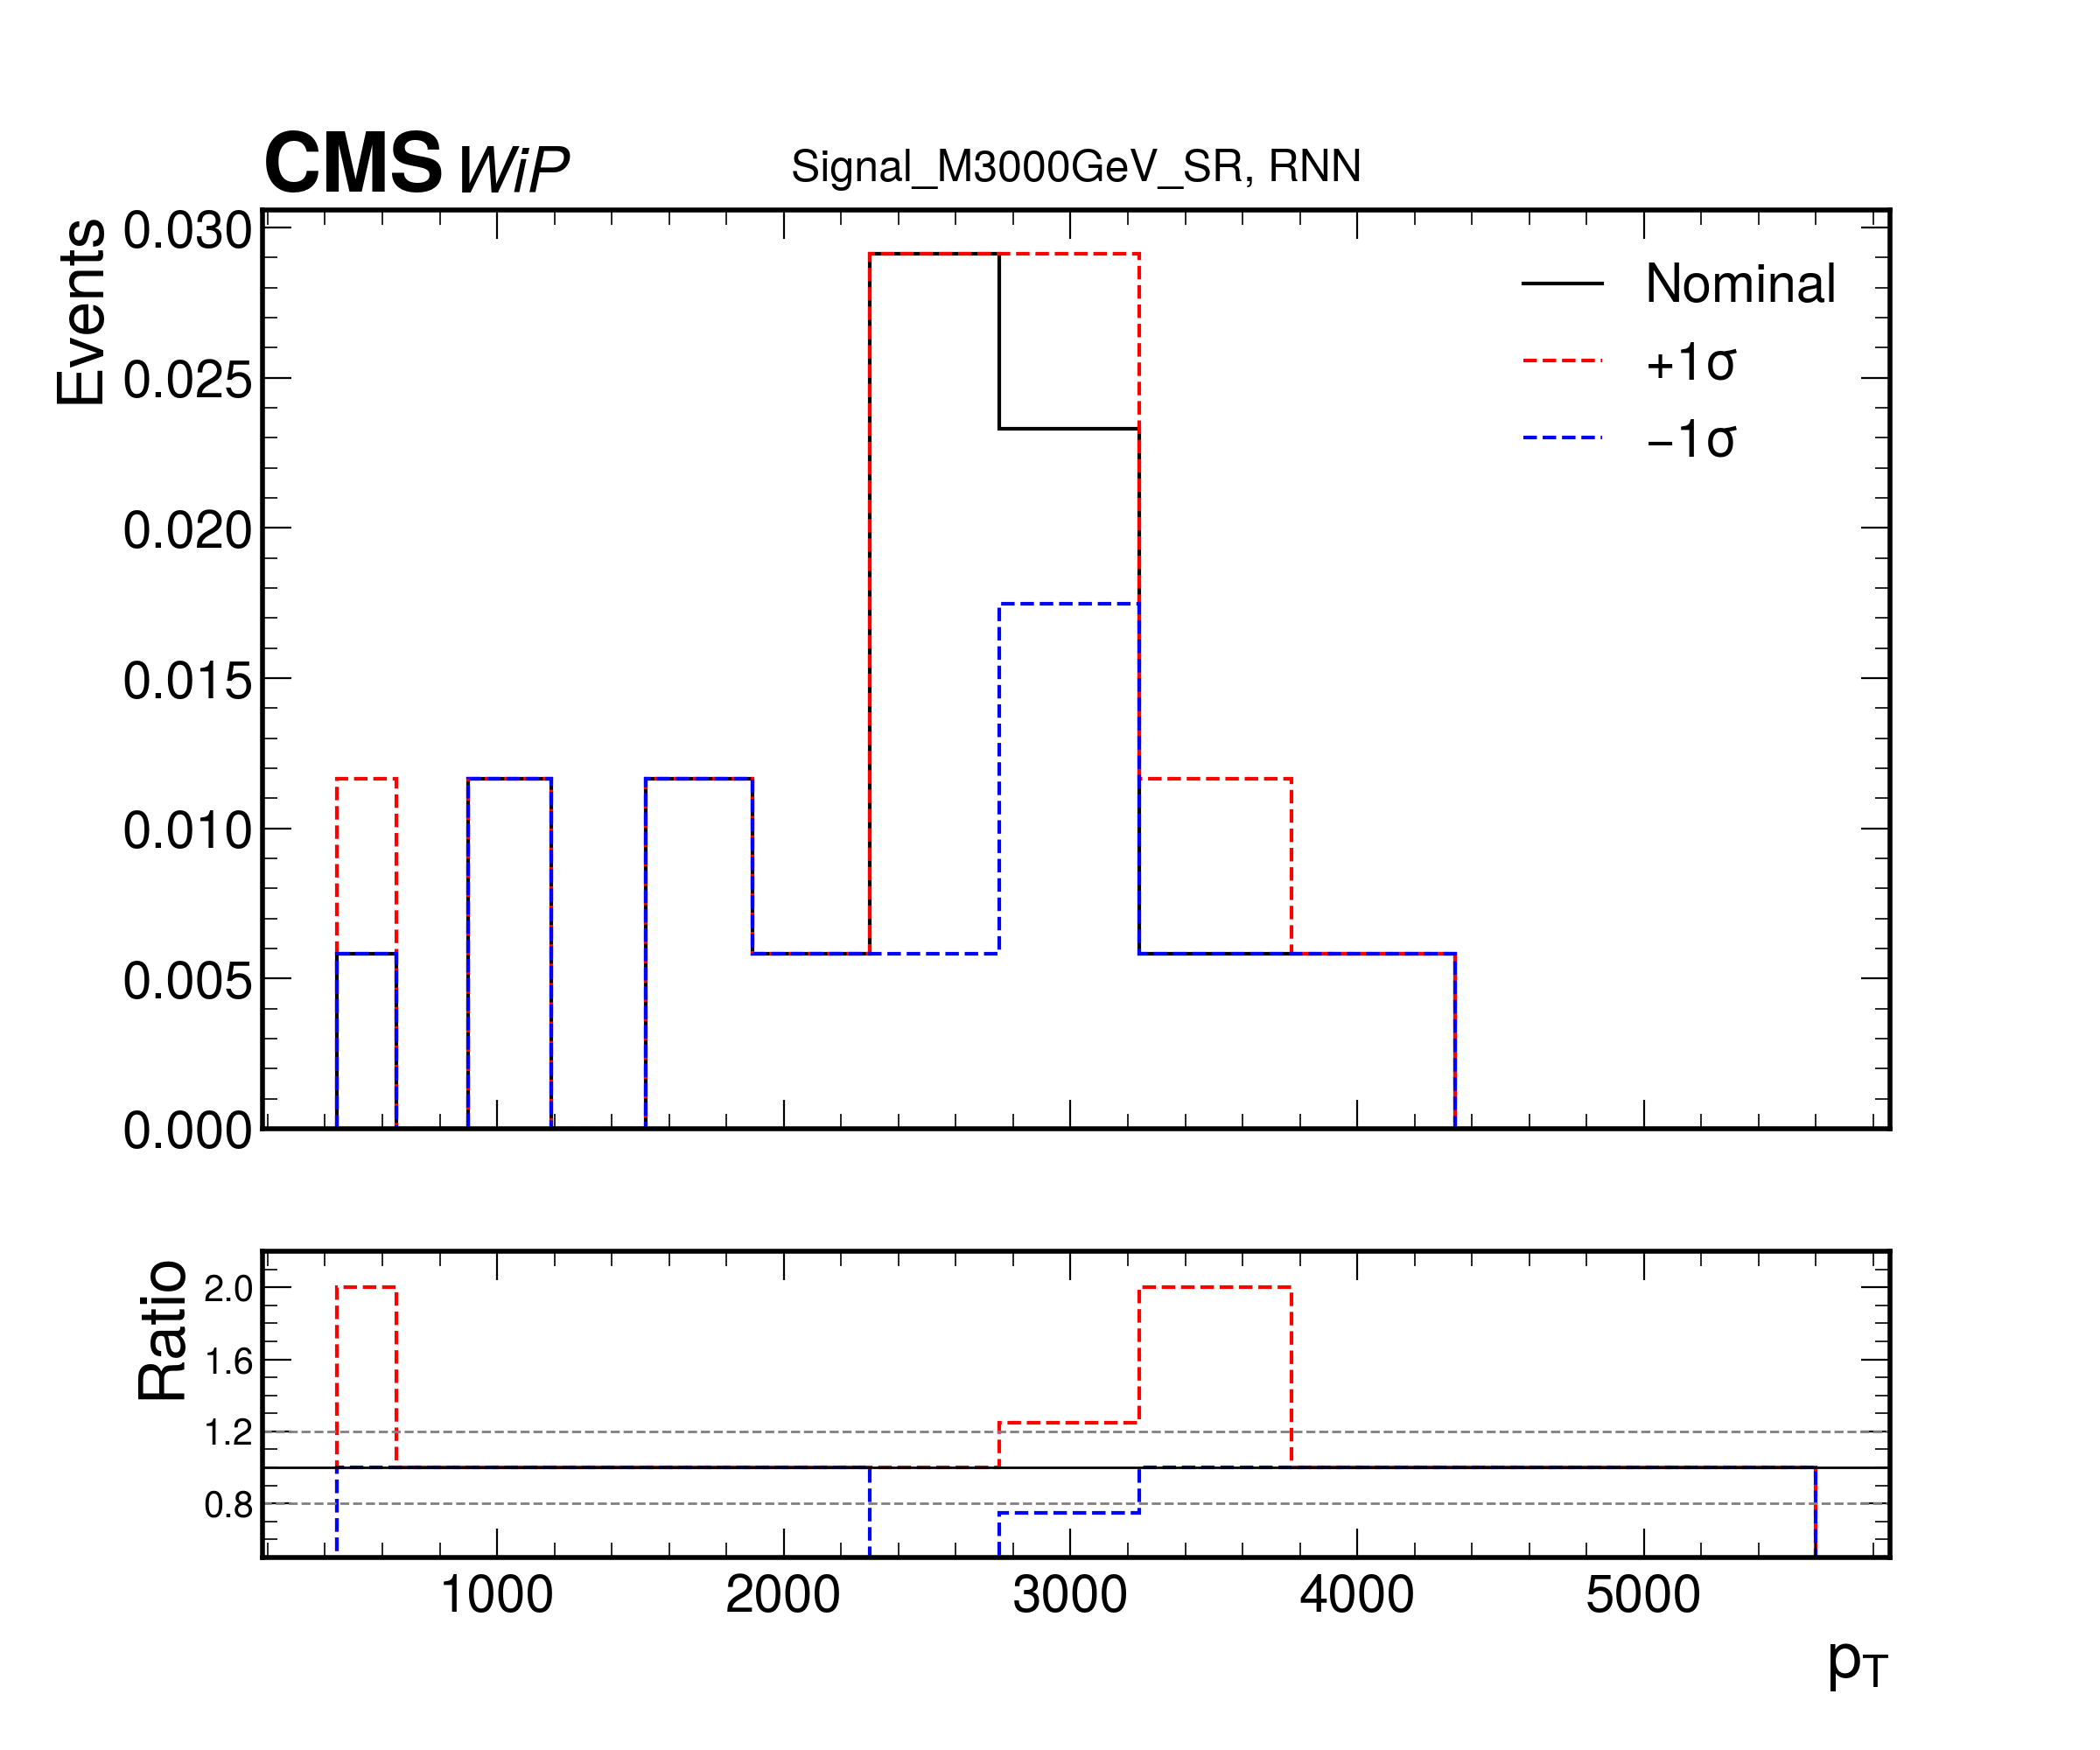 CMS WiP
Signal_M3000GeV_SR, RNN
Events
0.030
0.025
0.020
0.015
0.010
0.005
0.000
Nominal
+1σ
−1σ
Ratio
2.0
1.6
1.2
0.8
1000 2000 3000 4000 5000
pT